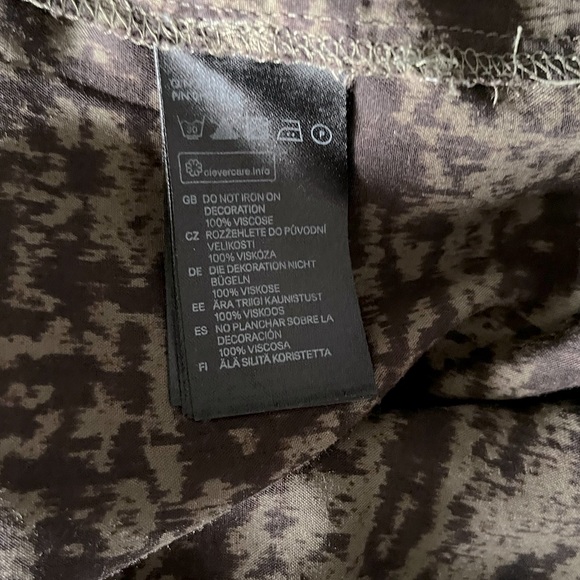 30
P
clevercare.info
GB DO NOT IRON ON
DECORATION
100% VISCOSE
CZ ROZŽEHLETE DO PŮVODNÍ
VELIKOSTI
100% VISKÓZA
DE DIE DEKORATION NICHT
BÜGELN
100% VISKOSE
EE ÄRA TRIIGI KAUNISTUST
100% VISKOOS
ES NO PLANCHAR SOBRE LA
DECORACIÓN
100% VISCOSA
FI ÄLÄ SILITÄ KORISTETTA